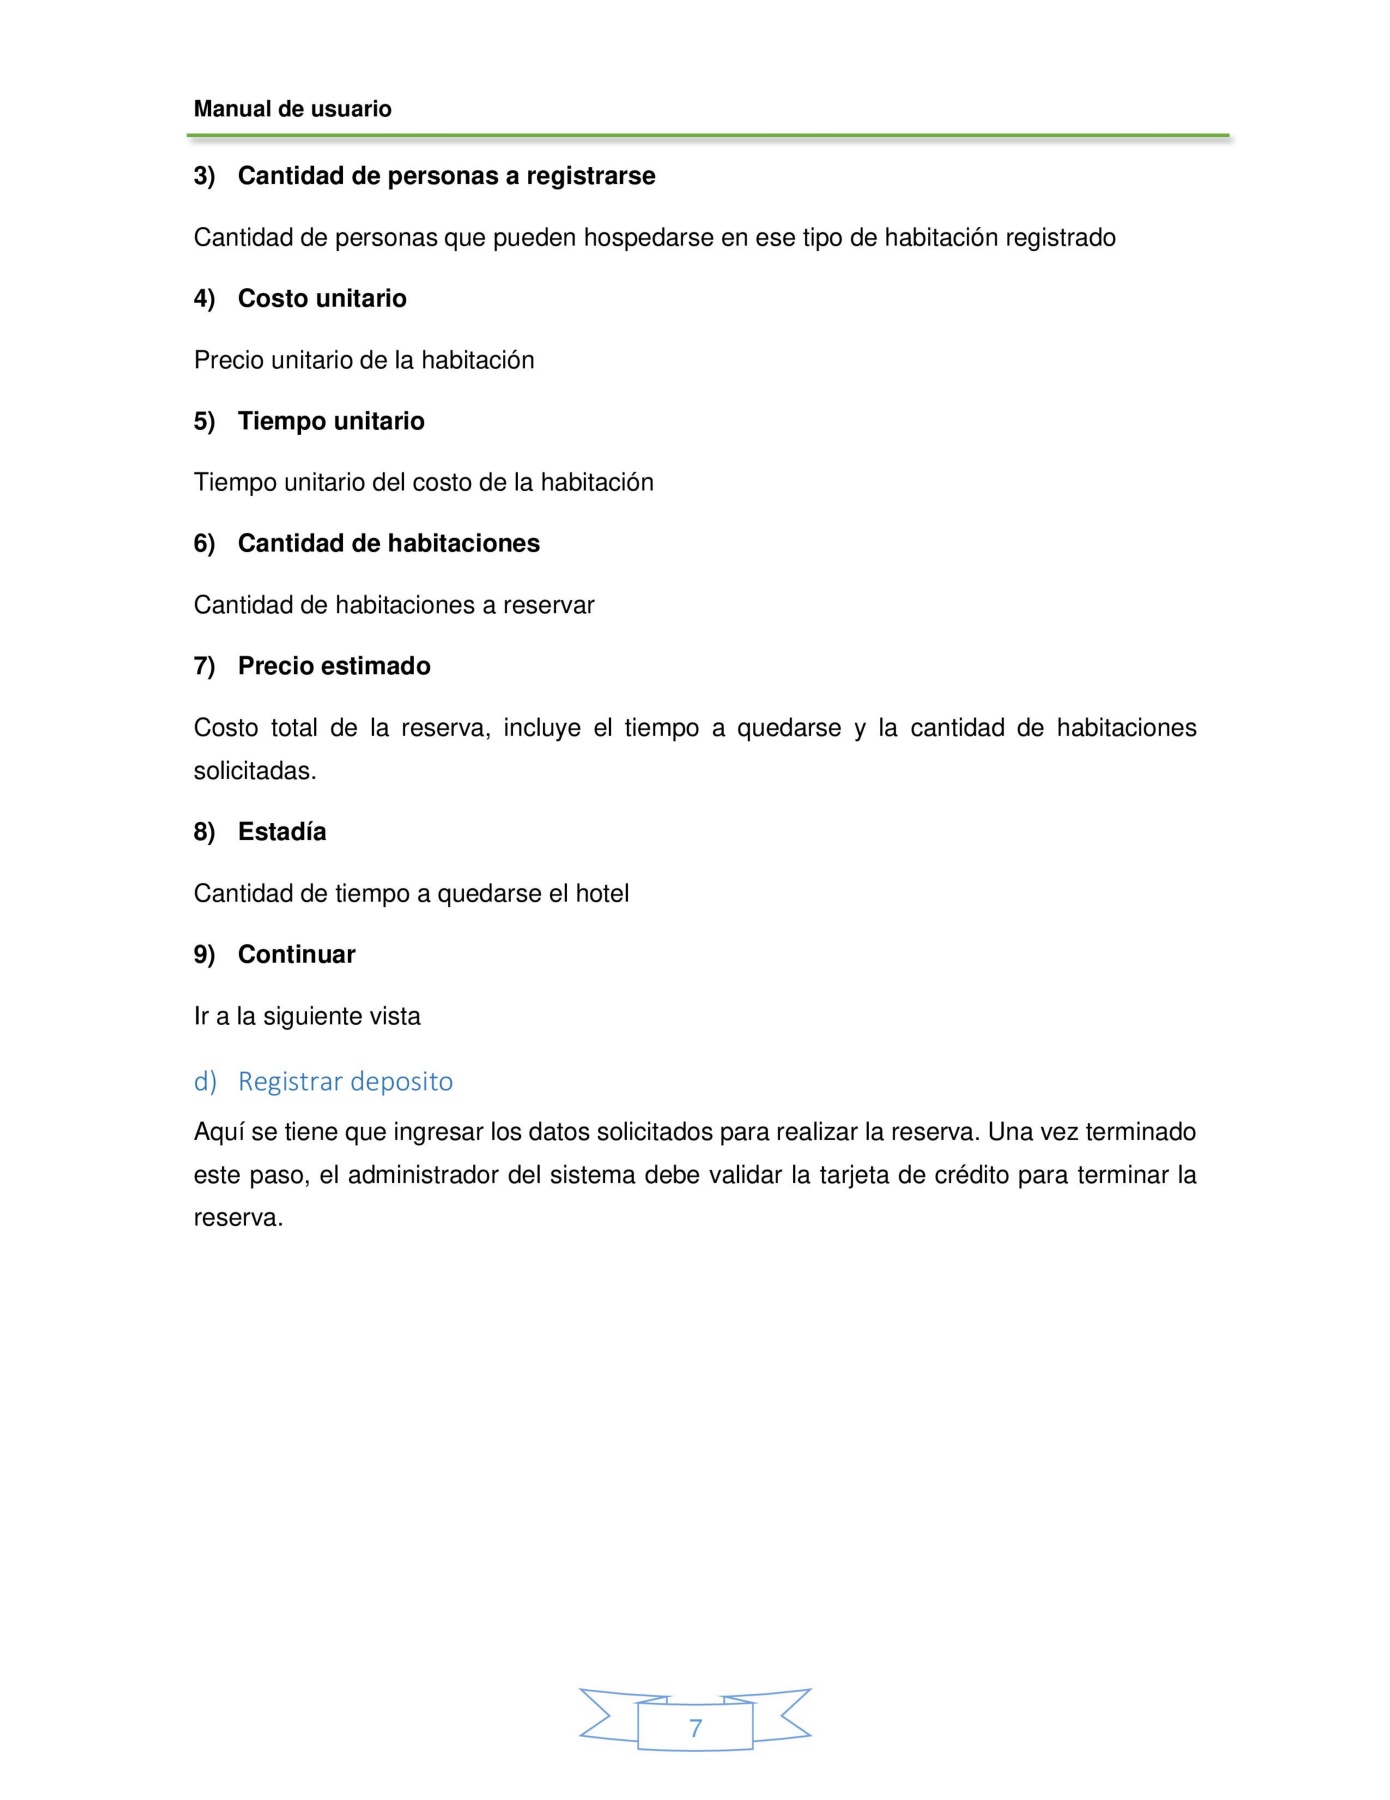 Manual de usuario
3) Cantidad de personas a registrarse
Cantidad de personas que pueden hospedarse en ese tipo de habitación registrado
4) Costo unitario
Precio unitario de la habitación
5) Tiempo unitario
Tiempo unitario del costo de la habitación
6) Cantidad de habitaciones
Cantidad de habitaciones a reservar
7) Precio estimado
Costo total de la reserva, incluye el tiempo a quedarse y la cantidad de habitaciones
solicitadas.
8) Estadía
Cantidad de tiempo a quedarse el hotel
9) Continuar
Ir a la siguiente vista
d) Registrar deposito
Aquí se tiene que ingresar los datos solicitados para realizar la reserva. Una vez terminado
este paso, el administrador del sistema debe validar la tarjeta de crédito para terminar la
reserva.
7